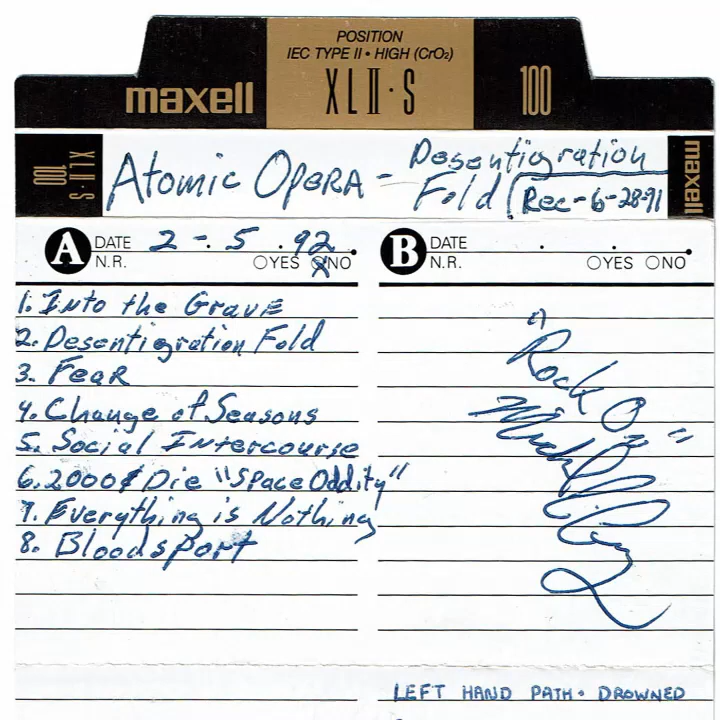 POSITION
IEC TYPE II • HIGH (CrO₂)
maxell XLII·S 100
XLII·S 100
Atomic Opera - Desentigration
Fold (Rec-6-28-91
maxell
A DATE 2-.5.92.
N.R. YES NO
B DATE . . .
N.R. YES NO
1. Into the Grave
2. Desentigration Fold
3. Fear
4. Change of Seasons
5. Social Intercourse
6. 2000 ¢ Die "Space Oddity"
7. Everything is Nothing
8. Bloodsport
"Rock On"
LEFT HAND PATH • DROWNED